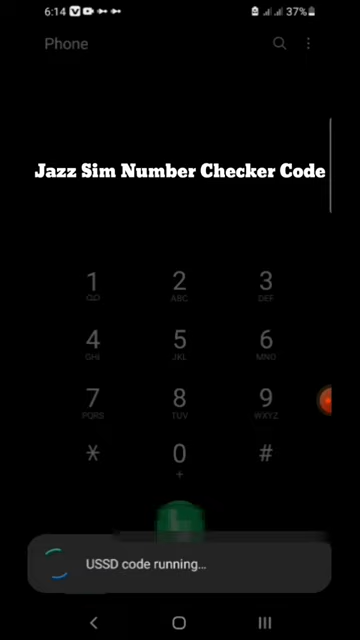 6:14 37%
Phone
Jazz Sim Number Checker Code
1 2 3
ABC DEF
4 5 6
GHI JKL MNO
7 8 9
PQRS TUV WXYZ
* 0 #
+
USSD code running...